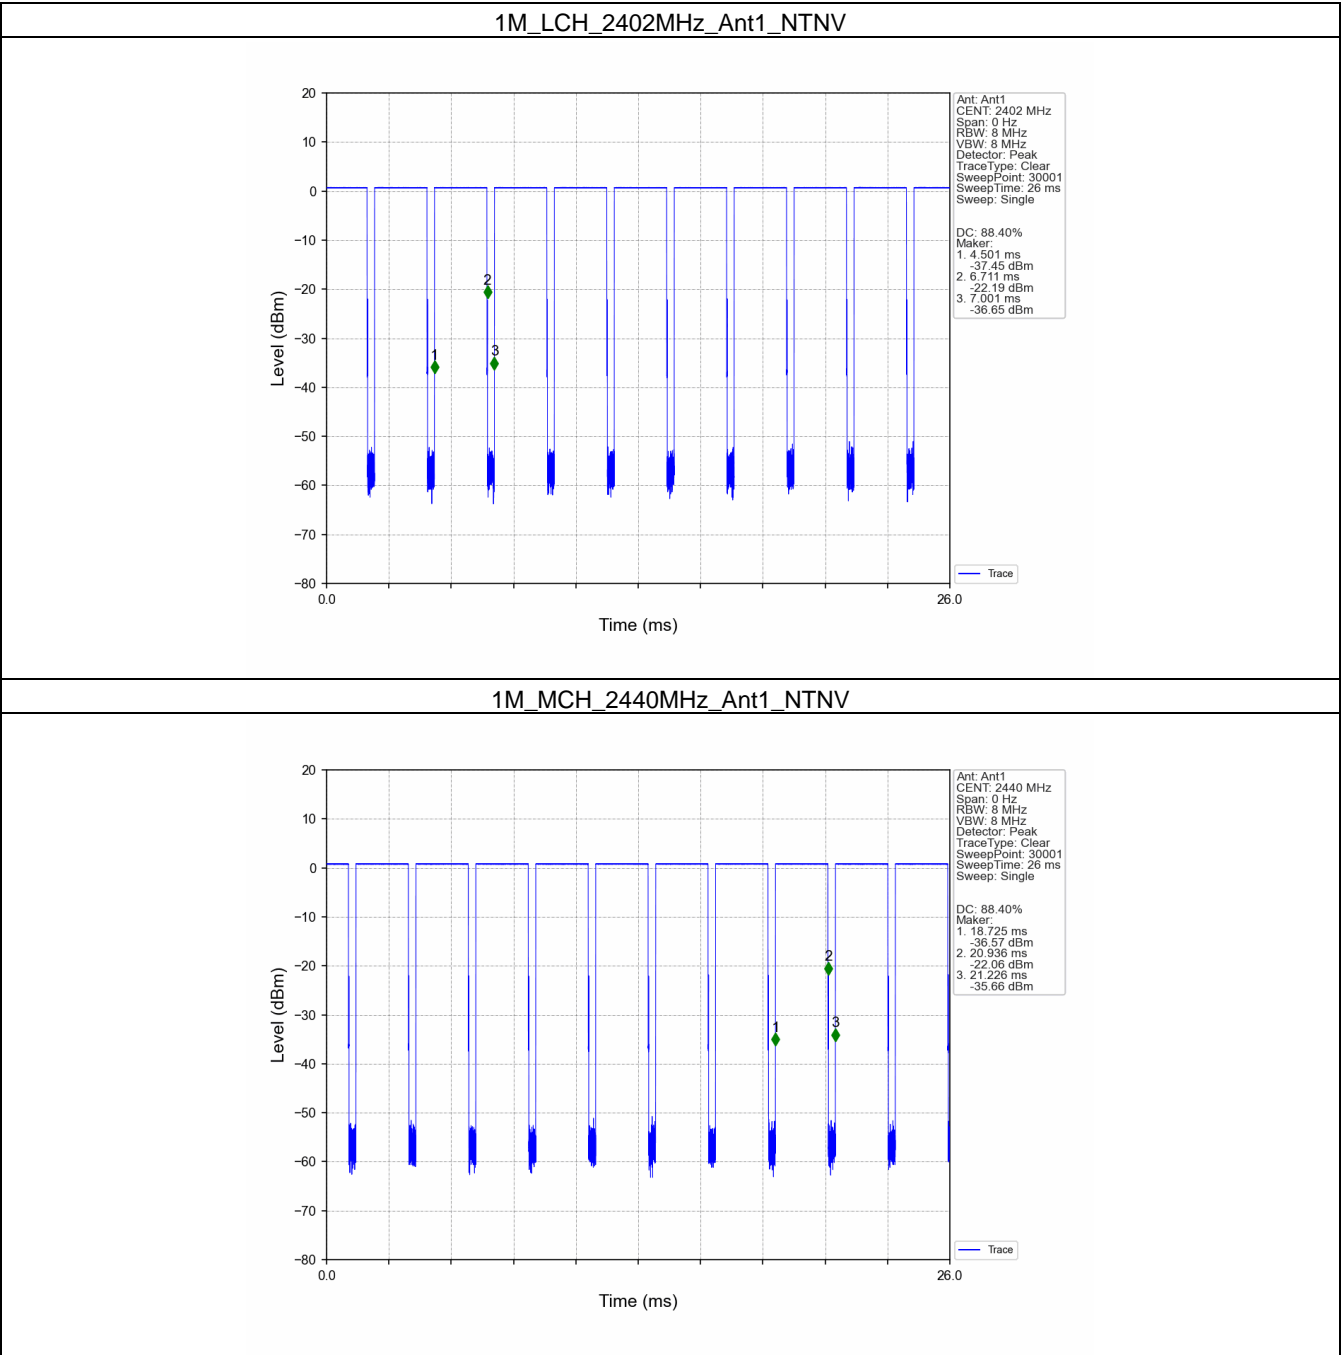 1M_LCH_2402MHz_Ant1_NTNV
20
10
0
−10
−20
−30
−40
−50
−60
−70
−80
Level (dBm)
0.0
26.0
Time (ms)
1
2
3
Ant: Ant1
CENT: 2402 MHz
Span: 0 Hz
RBW: 8 MHz
VBW: 8 MHz
Detector: Peak
TraceType: Clear
SweepPoint: 30001
SweepTime: 26 ms
Sweep: Single
DC: 88.40%
Maker:
1. 4.501 ms
-37.45 dBm
2. 6.711 ms
-22.19 dBm
3. 7.001 ms
-36.65 dBm
Trace
1M_MCH_2440MHz_Ant1_NTNV
20
10
0
−10
−20
−30
−40
−50
−60
−70
−80
Level (dBm)
0.0
26.0
Time (ms)
1
2
3
Ant: Ant1
CENT: 2440 MHz
Span: 0 Hz
RBW: 8 MHz
VBW: 8 MHz
Detector: Peak
TraceType: Clear
SweepPoint: 30001
SweepTime: 26 ms
Sweep: Single
DC: 88.40%
Maker:
1. 18.725 ms
-36.57 dBm
2. 20.936 ms
-22.06 dBm
3. 21.226 ms
-35.66 dBm
Trace